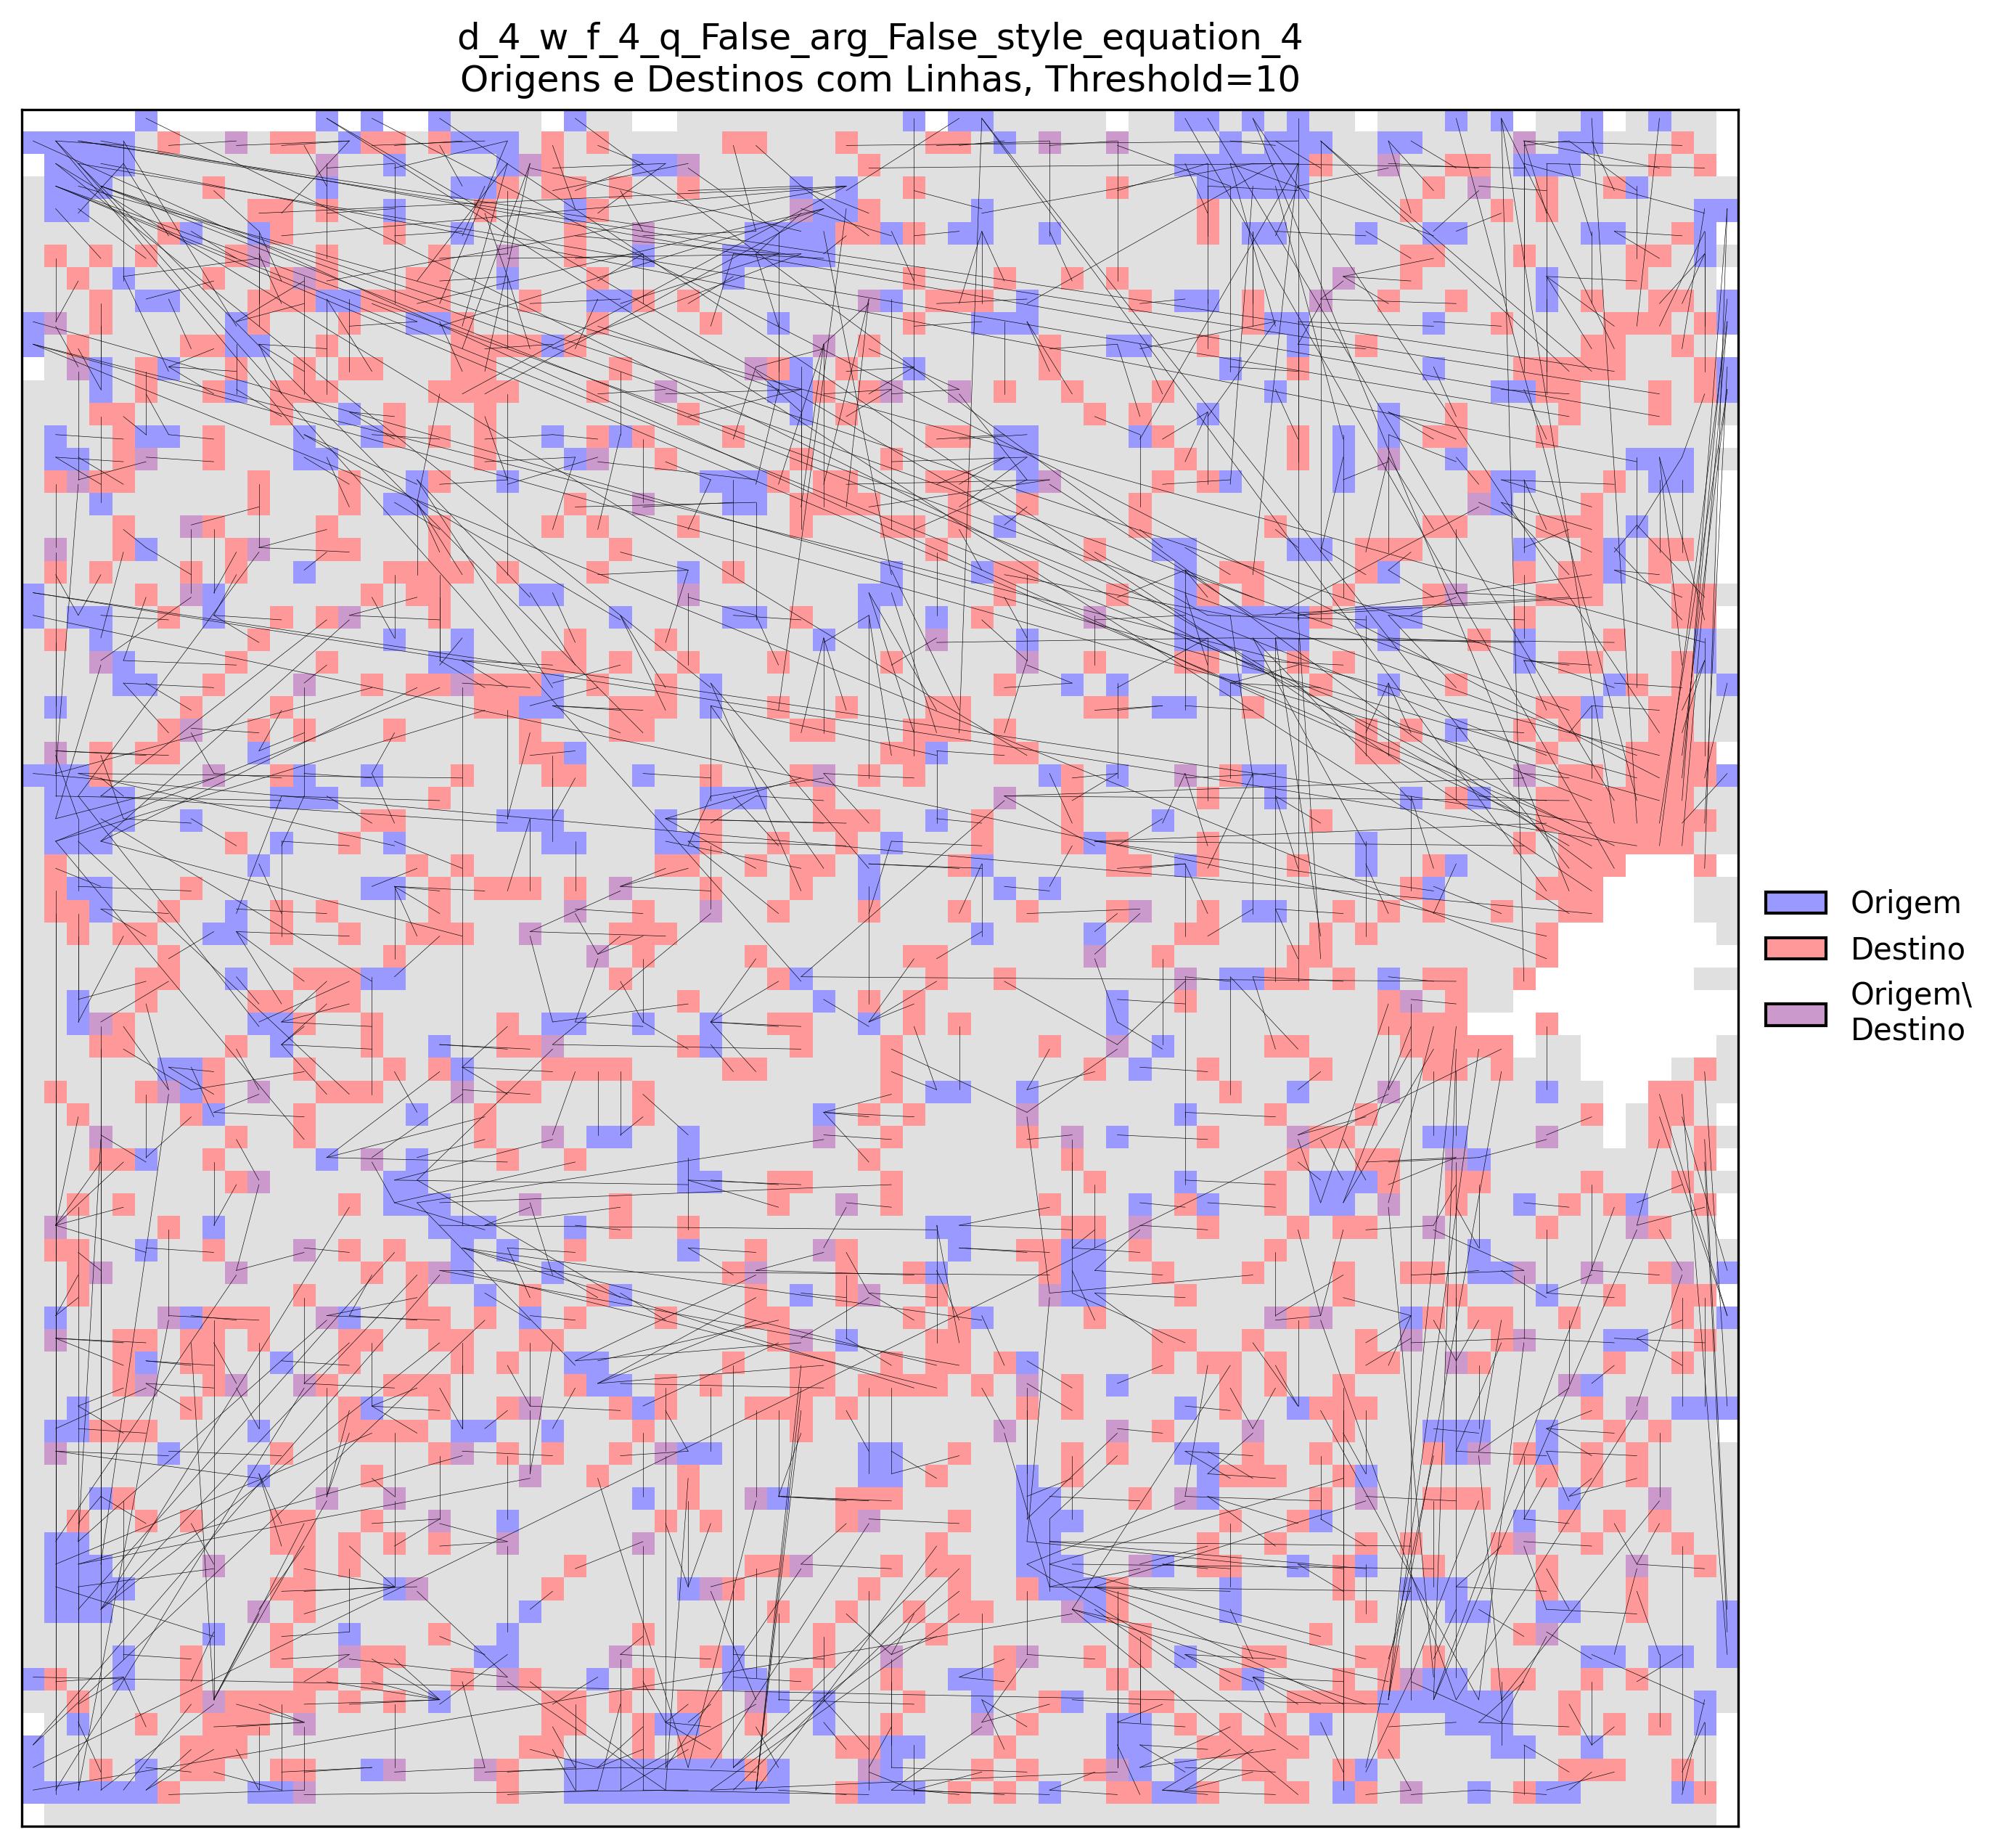 d_4_w_f_4_q_False_arg_False_style_equation_4
Origens e Destinos com Linhas, Threshold=10
Origem
Destino
Origem\
Destino